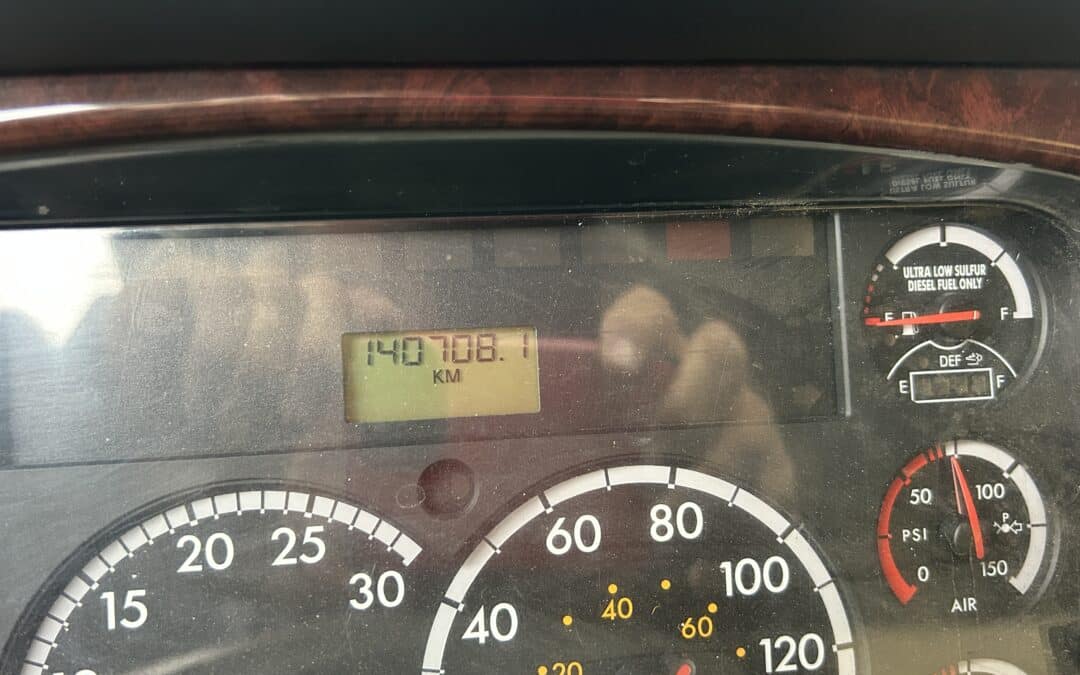 ULTRA LOW SULFUR
DIESEL FUEL ONLY
E F
DEF
E F
140708.1
KM
50 100
PSI
0 150
AIR
15 20 25 30
40 60 80 100 120
20 40 60
P